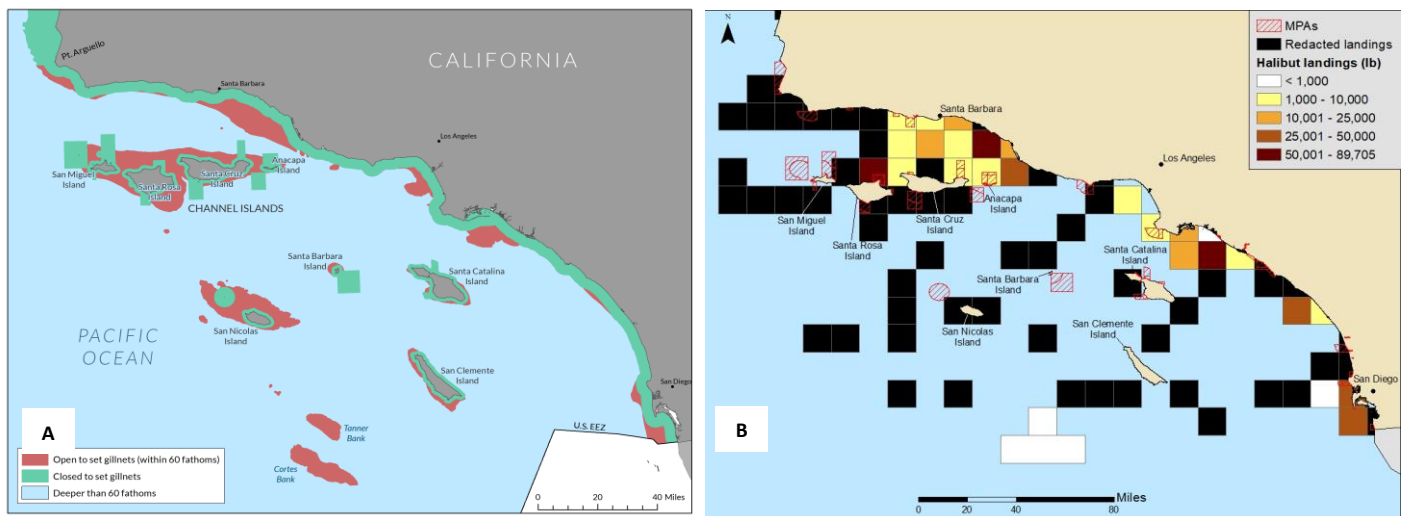 CALIFORNIA
Pt. Arguello
Santa Barbara
Los Angeles
San Miguel
Island
Santa Rosa
Island
Santa Cruz
Island
Anacapa
Island
CHANNEL ISLANDS
Santa Barbara
Island
Santa Catalina
Island
San Nicolas
Island
PACIFIC
OCEAN
San Clemente
Island
San Diego
U.S. EEZ
Tanner
Bank
Cortes
Bank
A
Open to set gillnets (within 60 fathoms)
Closed to set gillnets
Deeper than 60 fathoms
0 20 40 Miles
N
MPAs
Redacted landings
Halibut landings (lb)
< 1,000
1,000 - 10,000
10,001 - 25,000
25,001 - 50,000
50,001 - 89,705
Santa Barbara
Los Angeles
San Miguel
Island
Santa Rosa
Island
Santa Cruz
Island
Anacapa
Island
Santa Catalina
Island
Santa Barbara
Island
San Nicolas
Island
San Clemente
Island
San Diego
B
0 20 40 80
Miles